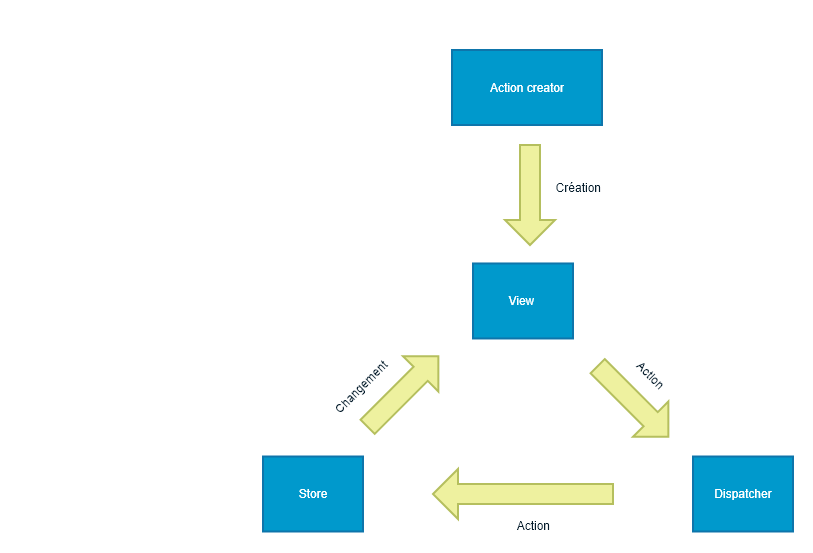 Action creator
Création
View
Changement
Action
Store
Dispatcher
Action